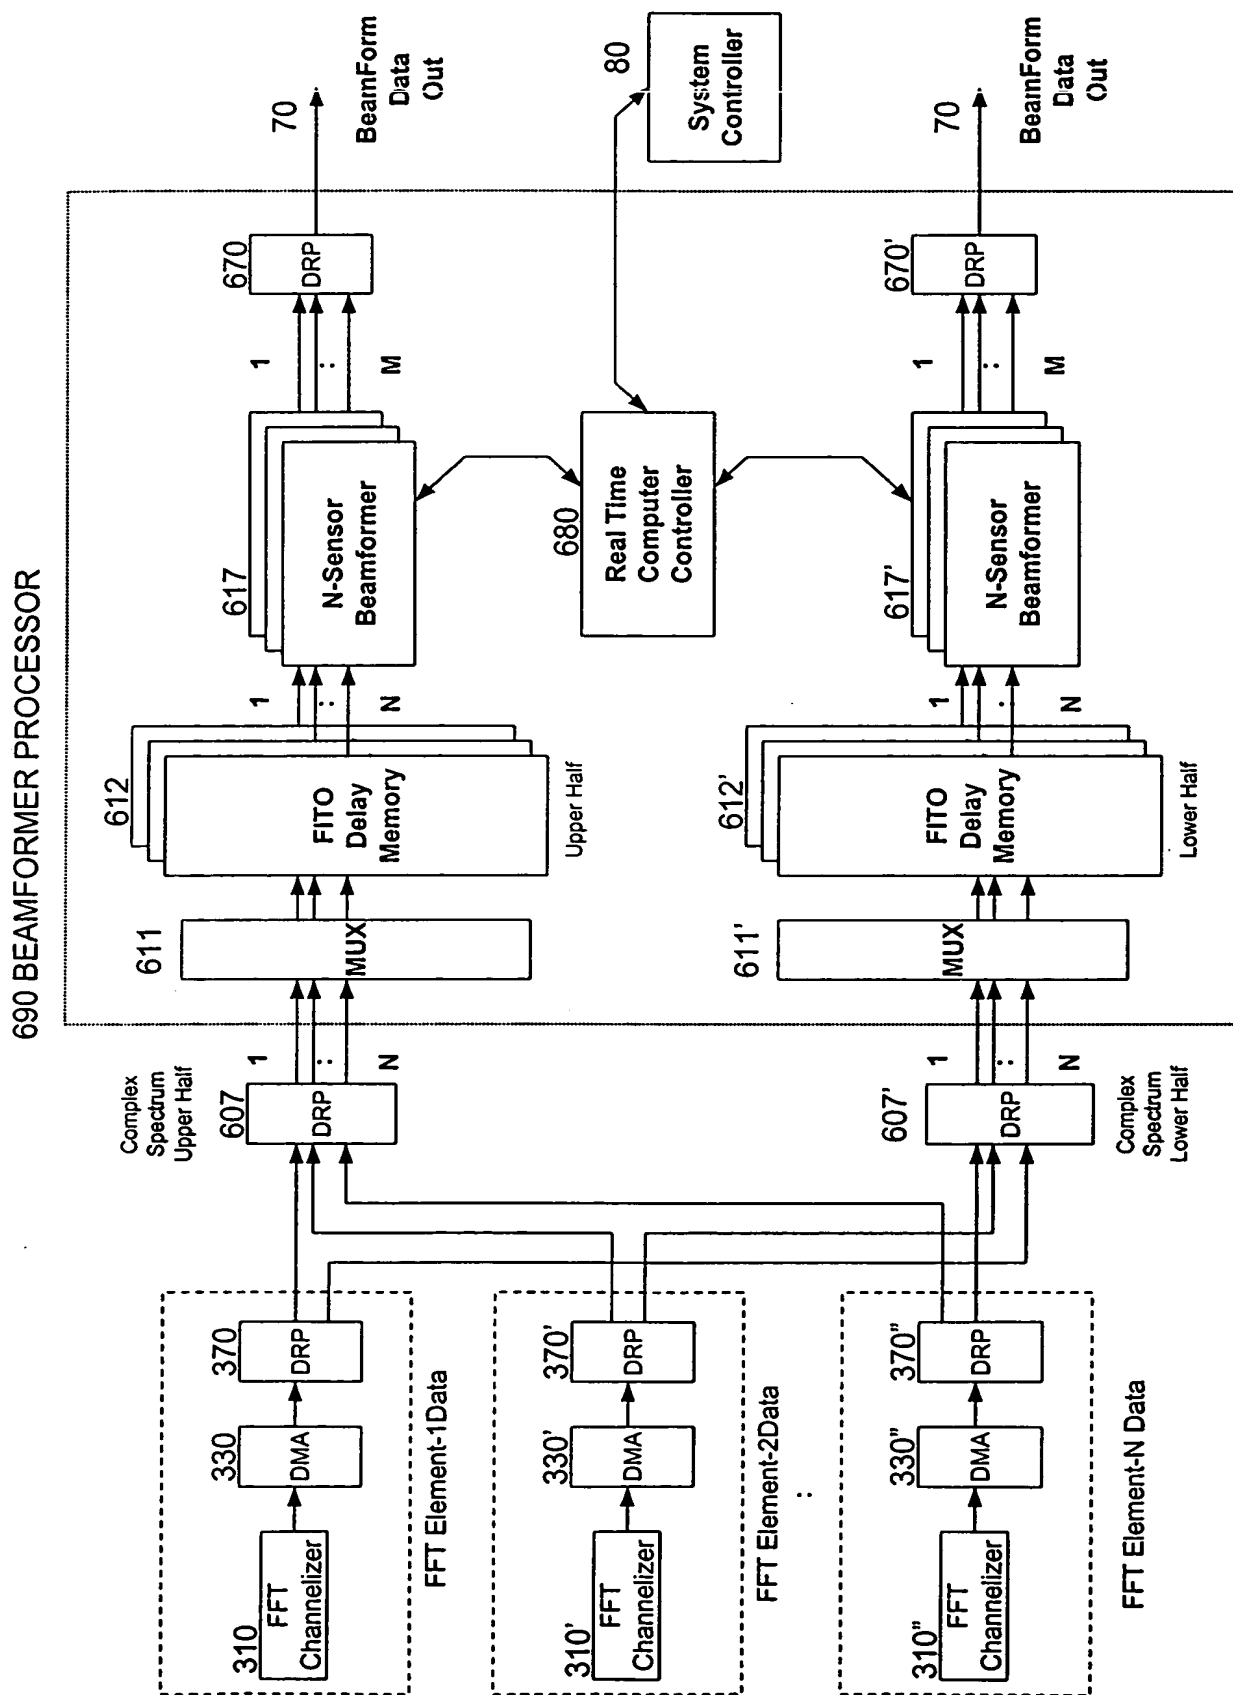 690 BEAMFORMER PROCESSOR
310
FFT
Channelizer
330
DMA
370
DRP
FFT Element-1Data
310'
FFT
Channelizer
330'
DMA
370'
DRP
FFT Element-2Data
:
310"
FFT
Channelizer
330"
DMA
370"
DRP
FFT Element-N Data
Complex
Spectrum
Upper Half
607
DRP
1
:
N
611
MUX
612
FITO
Delay
Memory
Upper Half
1
:
N
617
N-Sensor
Beamformer
1
:
M
670
DRP
70
BeamForm
Data
Out
680
Real Time
Computer
Controller
80
System
Controller
607'
DRP
Complex
Spectrum
Lower Half
1
:
N
611'
MUX
612'
FITO
Delay
Memory
Lower Half
1
:
N
617'
N-Sensor
Beamformer
1
:
M
670'
DRP
70
BeamForm
Data
Out